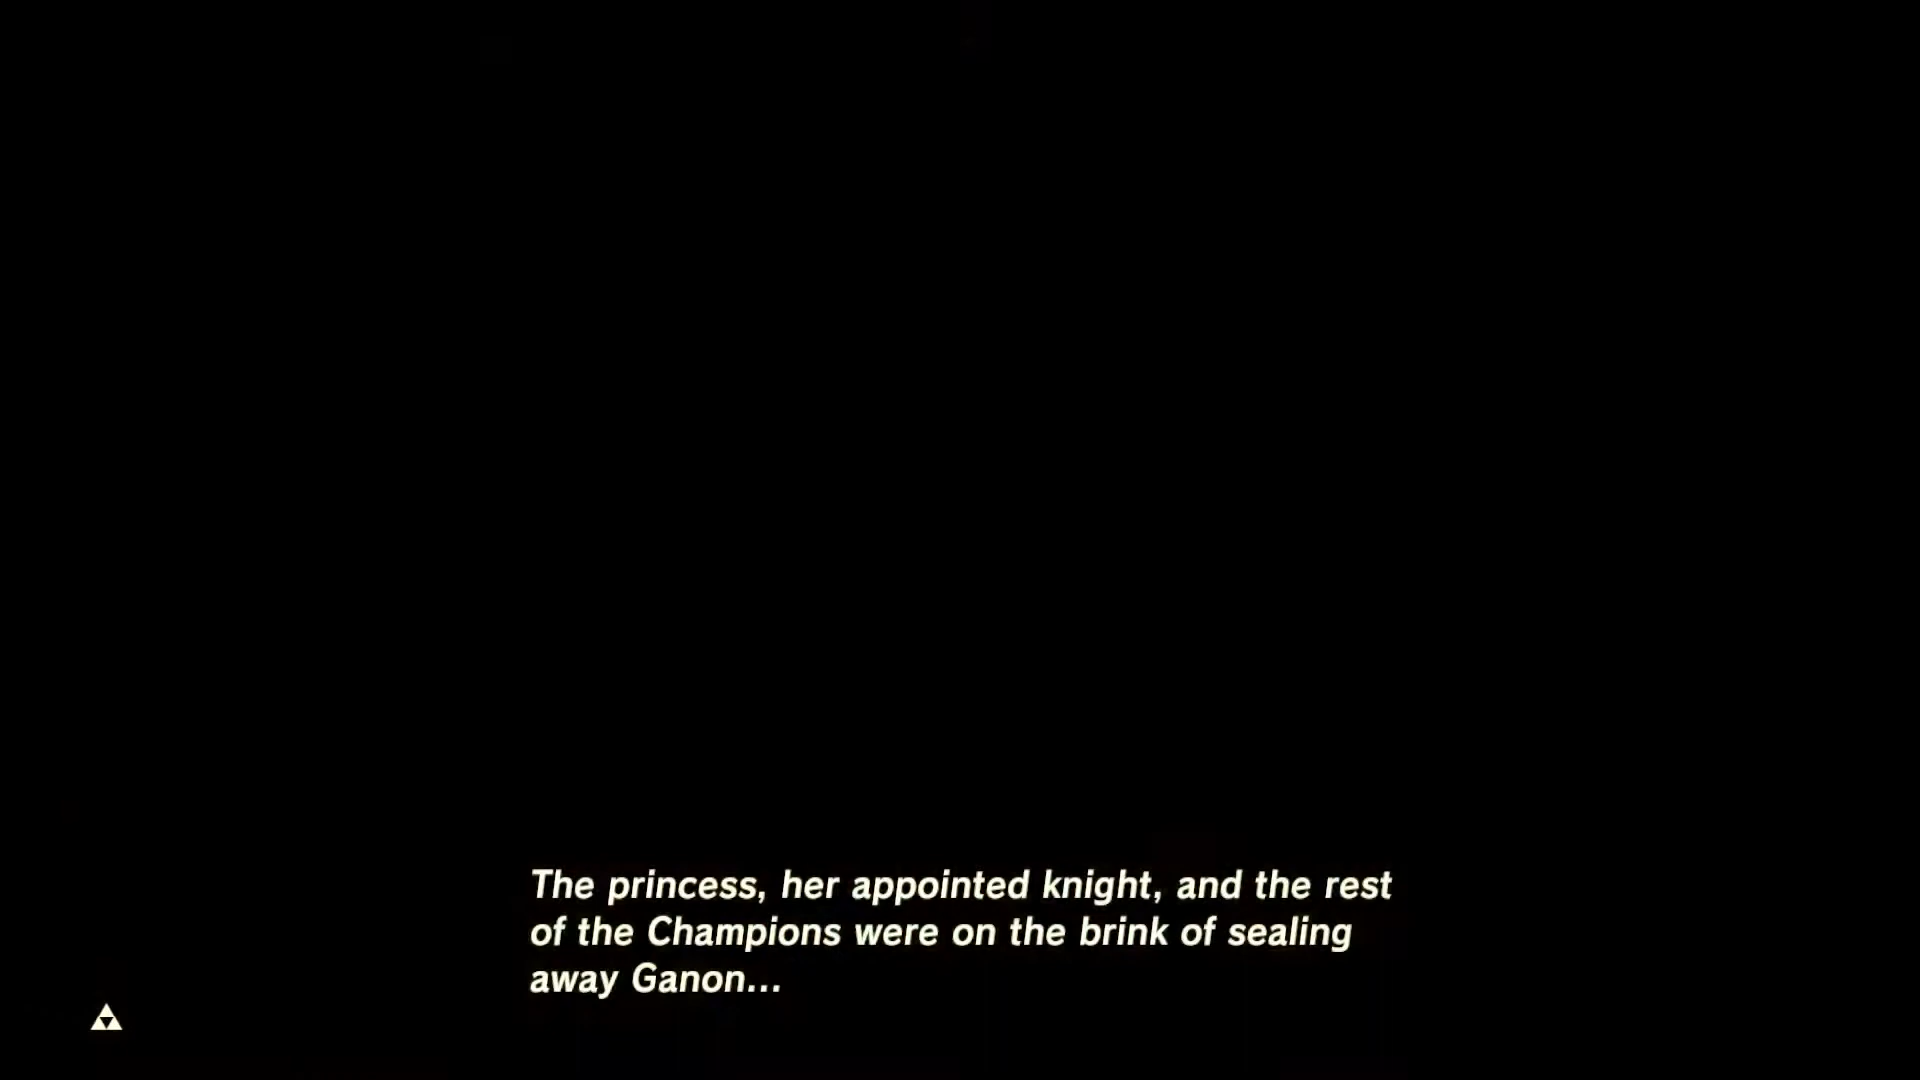 The princess, her appointed knight, and the rest
of the Champions were on the brink of sealing
away Ganon...